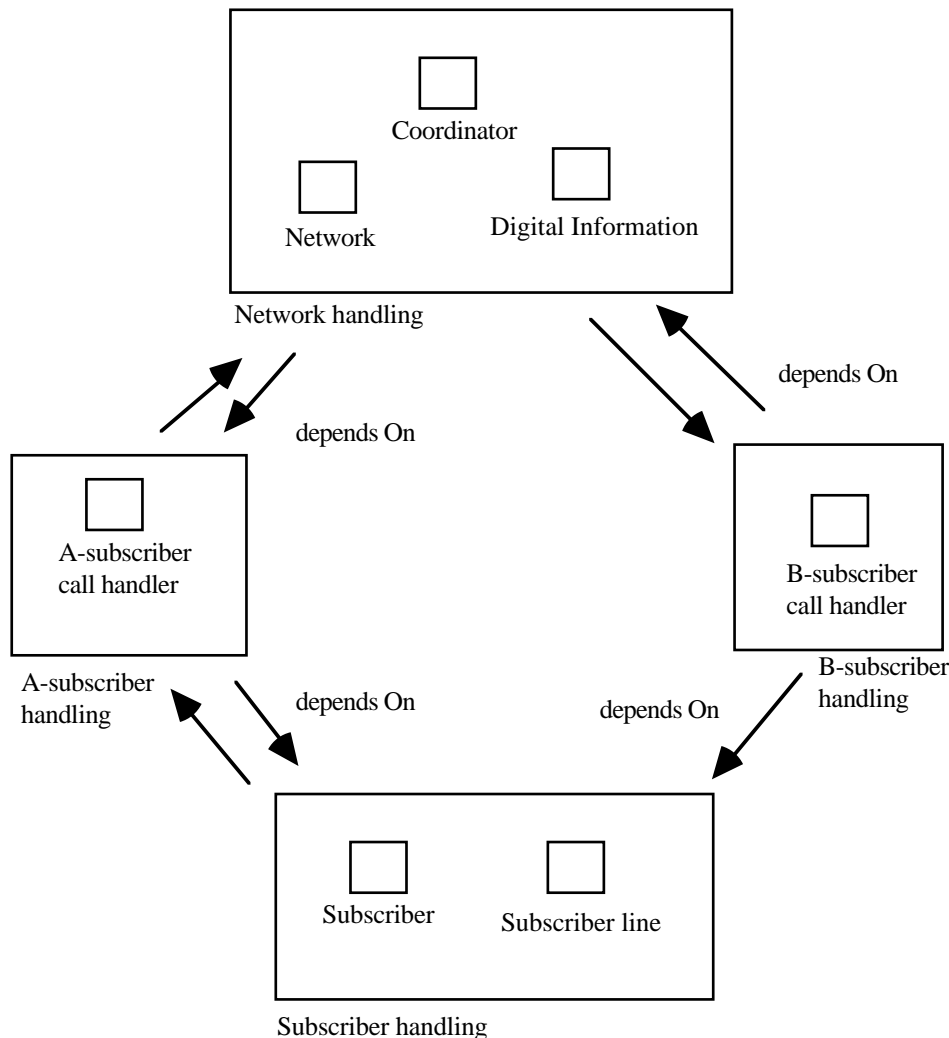 Coordinator
Network
Digital Information
Network handling
depends On
depends On
A-subscriber
call handler
B-subscriber
call handler
A-subscriber
handling
B-subscriber
handling
depends On
depends On
Subscriber
Subscriber line
Subscriber handling